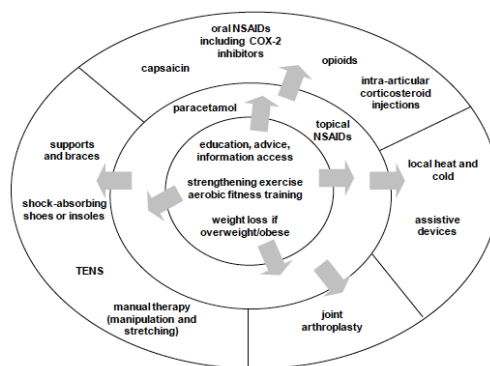 oral NSAIDs
including COX-2
inhibitors
capsaicin
opioids
intra-articular
corticosteroid
injections
paracetamol
topical
NSAIDs
education, advice,
information access
strengthening exercise
aerobic fitness training
weight loss if
overweight/obese
supports
and braces
shock-absorbing
shoes or insoles
TENS
manual therapy
(manipulation and
stretching)
local heat and
cold
assistive
devices
joint
arthroplasty